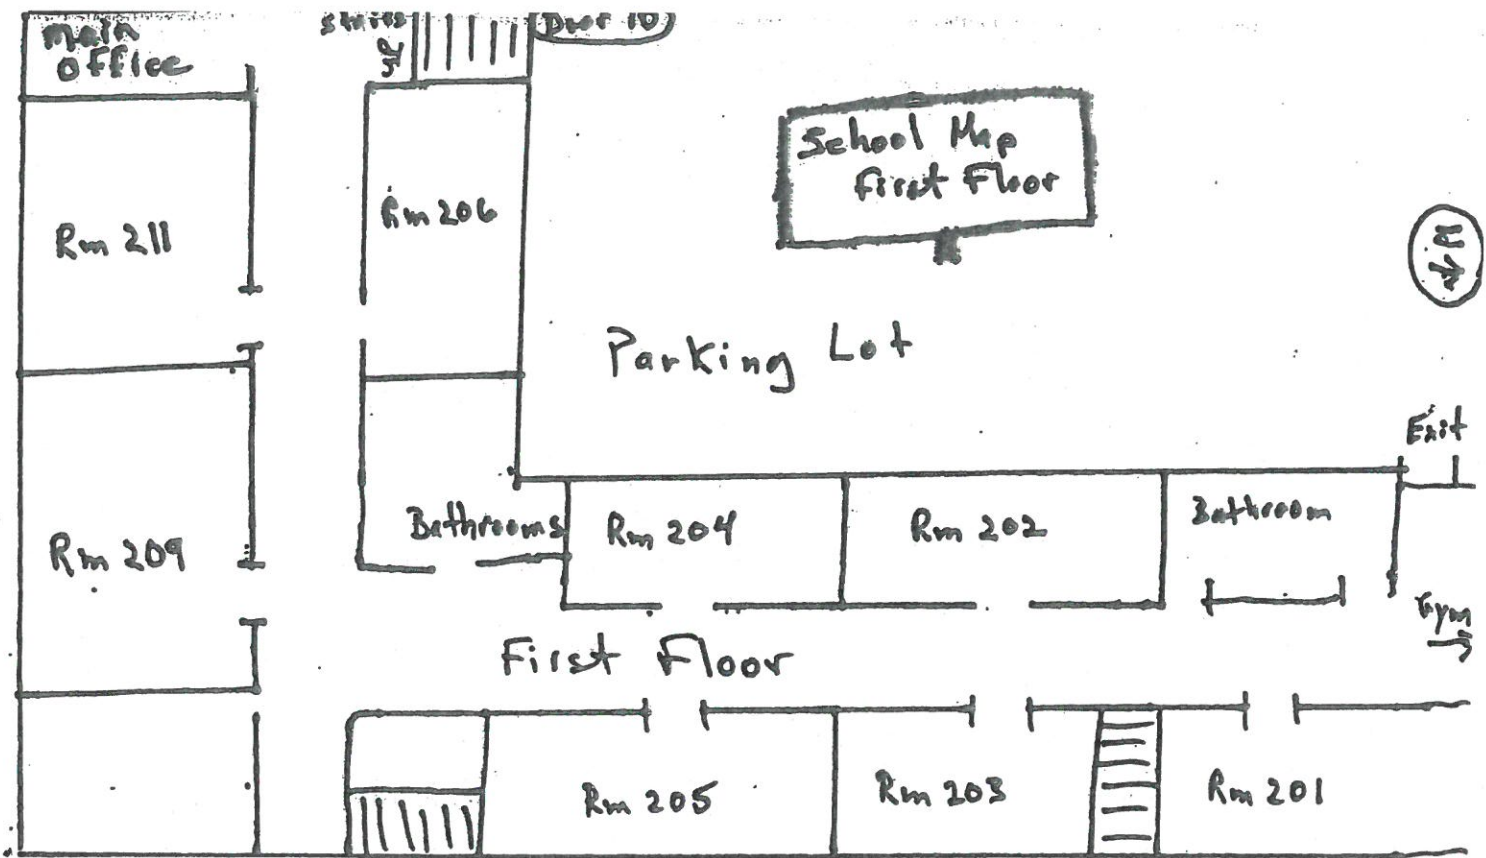 main
office
stairs
up
Door 10
School Map
First Floor
Rm 211
Rm 206
Parking Lot
Exit
Bathrooms
Rm 204
Rm 202
Bathroom
Rm 209
Gym
First Floor
Rm 205
Rm 203
Rm 201